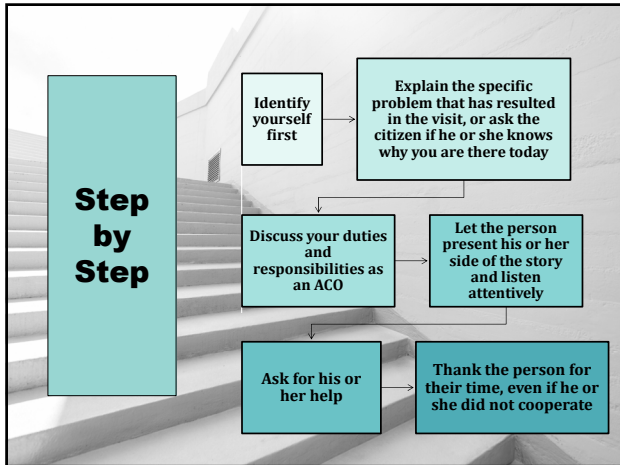 Step
by
Step
Identify
yourself
first
Explain the specific
problem that has resulted
in the visit, or ask the
citizen if he or she knows
why you are there today
Discuss your duties
and
responsibilities as
an ACO
Let the person
present his or her
side of the story
and listen
attentively
Ask for his or
her help
Thank the person for
their time, even if he or
she did not cooperate